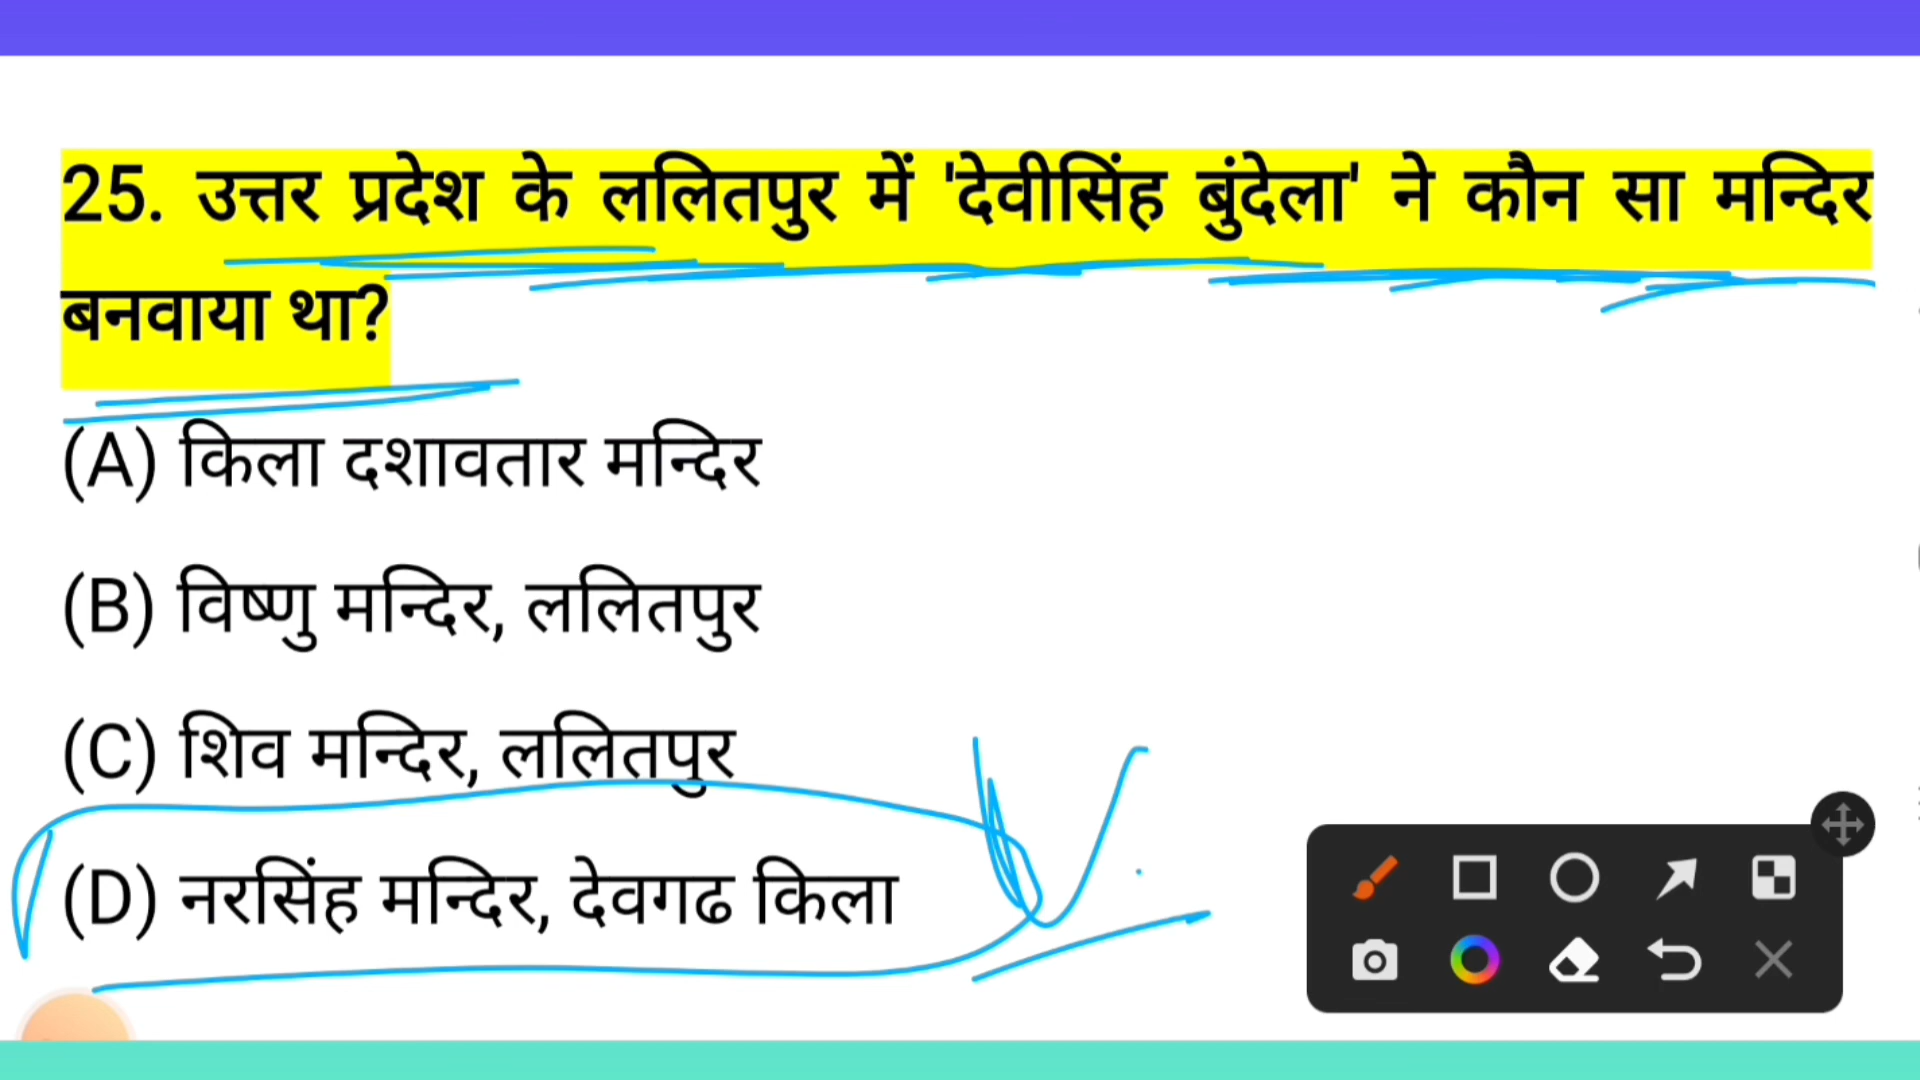 25. उत्तर प्रदेश के ललितपुर में 'देवीसिंह बुंदेला' ने कौन सा मन्दिर
बनवाया था?
(A) किला दशावतार मन्दिर
(B) विष्णु मन्दिर, ललितपुर
(C) शिव मन्दिर, ललितपुर
(D) नरसिंह मन्दिर, देवगढ किला